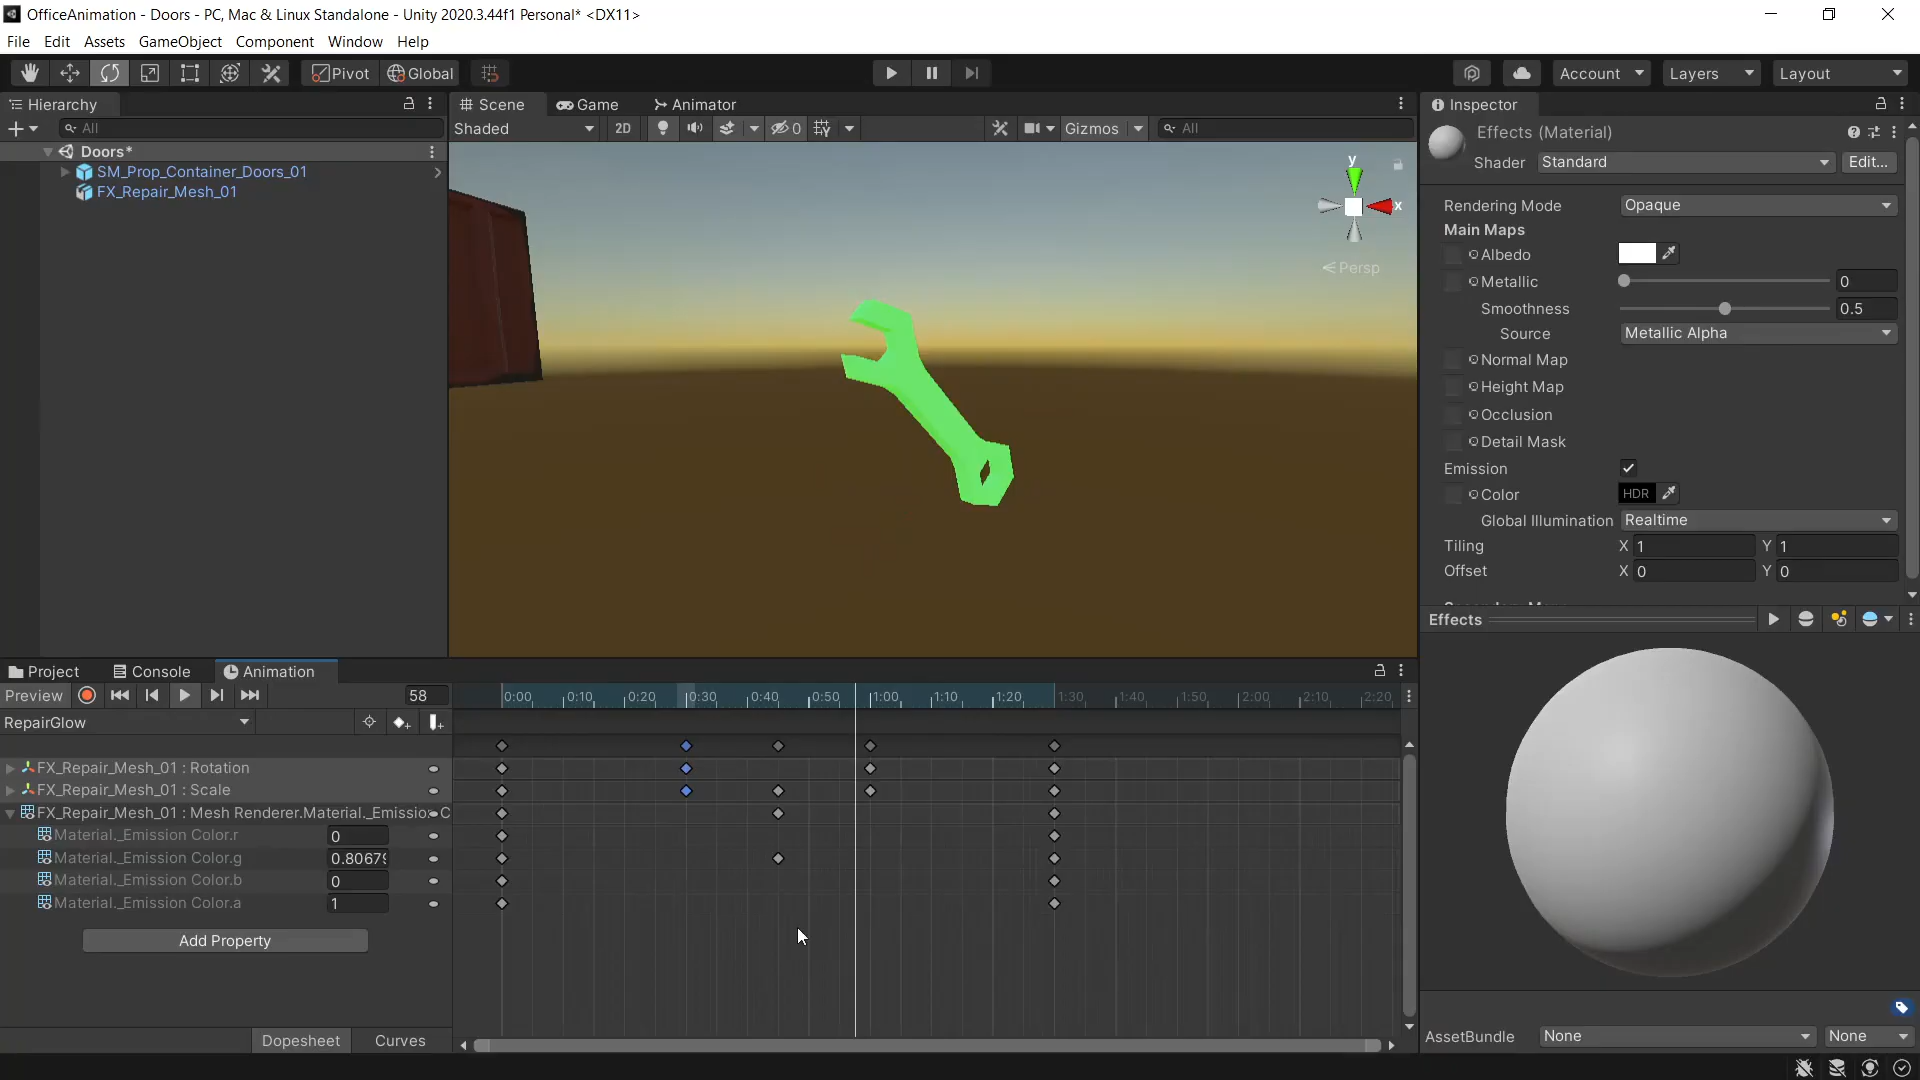 OfficeAnimation - Doors - PC, Mac & Linux Standalone - Unity 2020.3.44f1 Personal* <DX11>
File Edit Assets GameObject Component Window Help
Pivot Global Account Layers Layout
Hierarchy
All
Doors*
SM_Prop_Container_Doors_01
FX_Repair_Mesh_01
Scene Game Animator
Shaded 2D 0 Gizmos All
y
x
Persp
Inspector
Effects (Material)
Shader Standard Edit...
Rendering Mode Opaque
Main Maps
Albedo
Metallic 0
Smoothness 0.5
Source Metallic Alpha
Normal Map
Height Map
Occlusion
Detail Mask
Emission
Color HDR
Global Illumination Realtime
Tiling X 1 Y 1
Offset X 0 Y 0
Effects
AssetBundle None None
Project Console Animation
Preview 58
0:00 0:10 0:20 0:30 0:40 0:50 1:00 1:10 1:20 1:30 1:40 1:50 2:00 2:10 2:20
RepairGlow
FX_Repair_Mesh_01 : Rotation
FX_Repair_Mesh_01 : Scale
FX_Repair_Mesh_01 : Mesh Renderer.Material._Emissio C
Material._Emission Color.r 0
Material._Emission Color.g 0.8067
Material._Emission Color.b 0
Material._Emission Color.a 1
Add Property
Dopesheet Curves